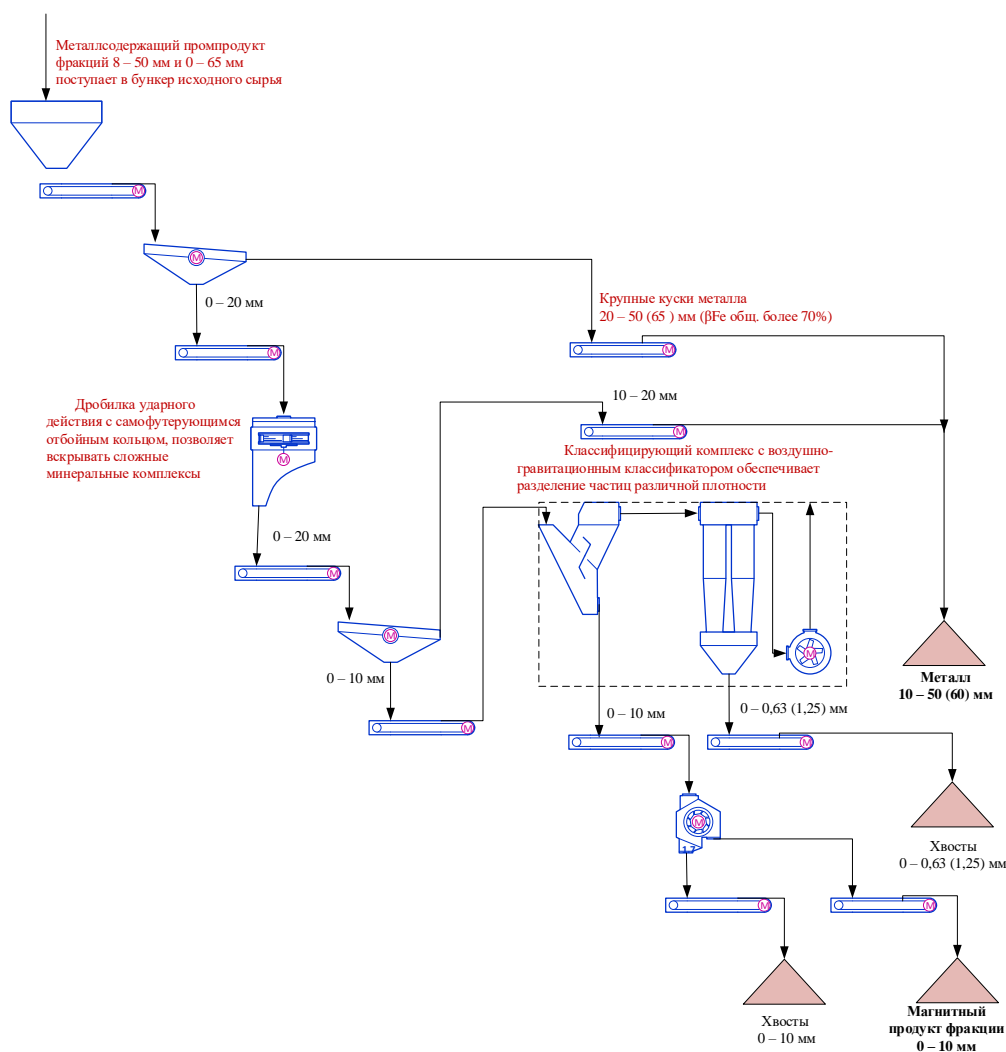 Металлсодержащий промпродукт
фракций 8 – 50 мм и 0 – 65 мм
поступает в бункер исходного сырья
M
M
0 – 20 мм
Крупные куски металла
20 – 50 (65 ) мм (βFe общ. более 70%)
M
M
Дробилка ударного
действия с самофутерующимся
отбойным кольцом, позволяет
вскрывать сложные
минеральные комплексы
M
10 – 20 мм
M
Классифицирующий комплекс с воздушно-
гравитационным классификатором обеспечивает
разделение частиц различной плотности
0 – 20 мм
M
M
0 – 10 мм
M
M
Металл
10 – 50 (60) мм
0 – 10 мм
0 – 0,63 (1,25) мм
M
M
M
1.7
Хвосты
0 – 0,63 (1,25) мм
M
M
Хвосты
0 – 10 мм
Магнитный
продукт фракции
0 – 10 мм